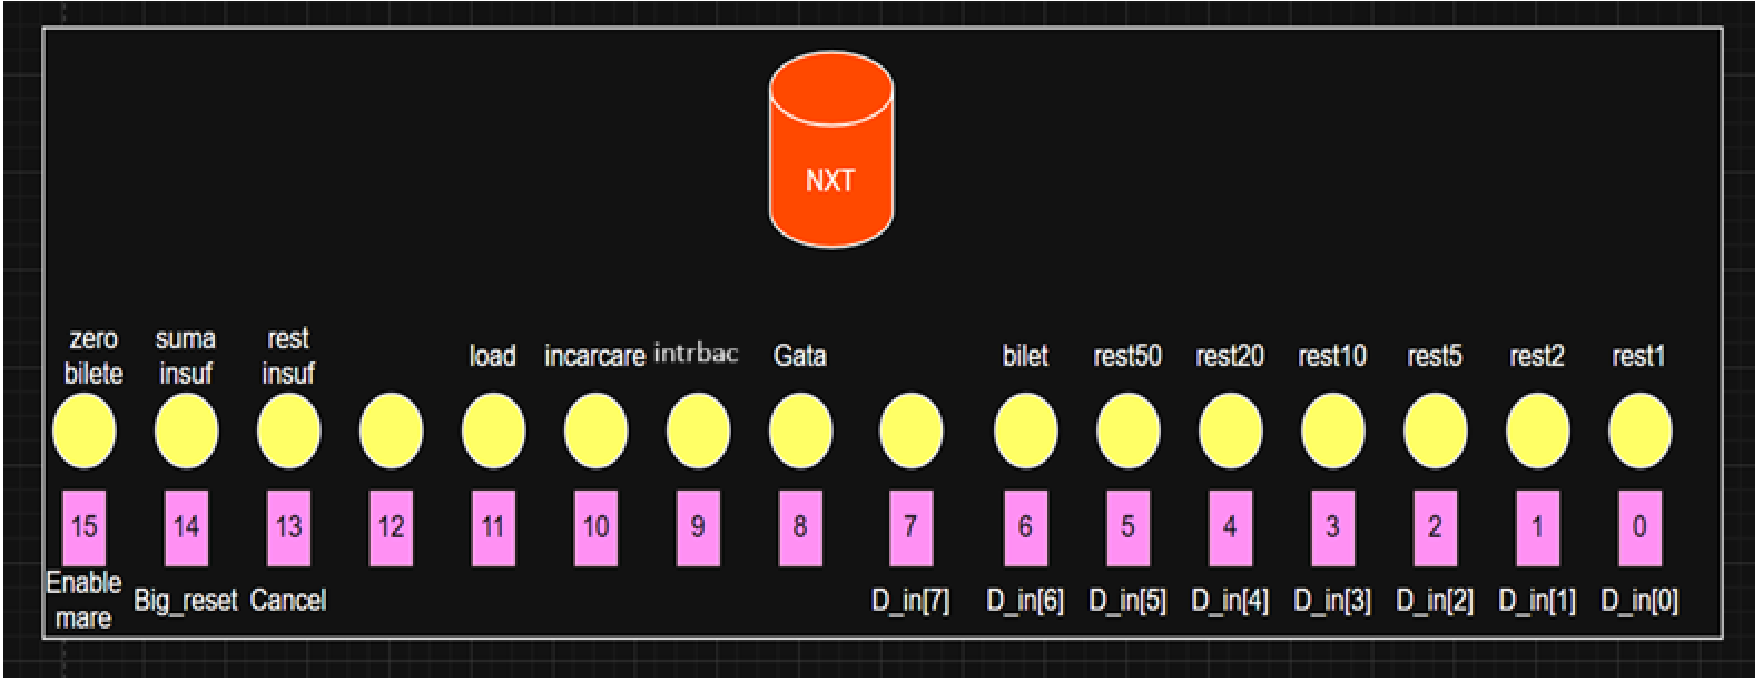 NXT
zero
bilete
suma
insuf
rest
insuf
load
incarcare
intrbac
Gata
bilet
rest50
rest20
rest10
rest5
rest2
rest1
15
14
13
12
11
10
9
8
7
6
5
4
3
2
1
0
Enable
mare
Big_reset
Cancel
D_in[7]
D_in[6]
D_in[5]
D_in[4]
D_in[3]
D_in[2]
D_in[1]
D_in[0]